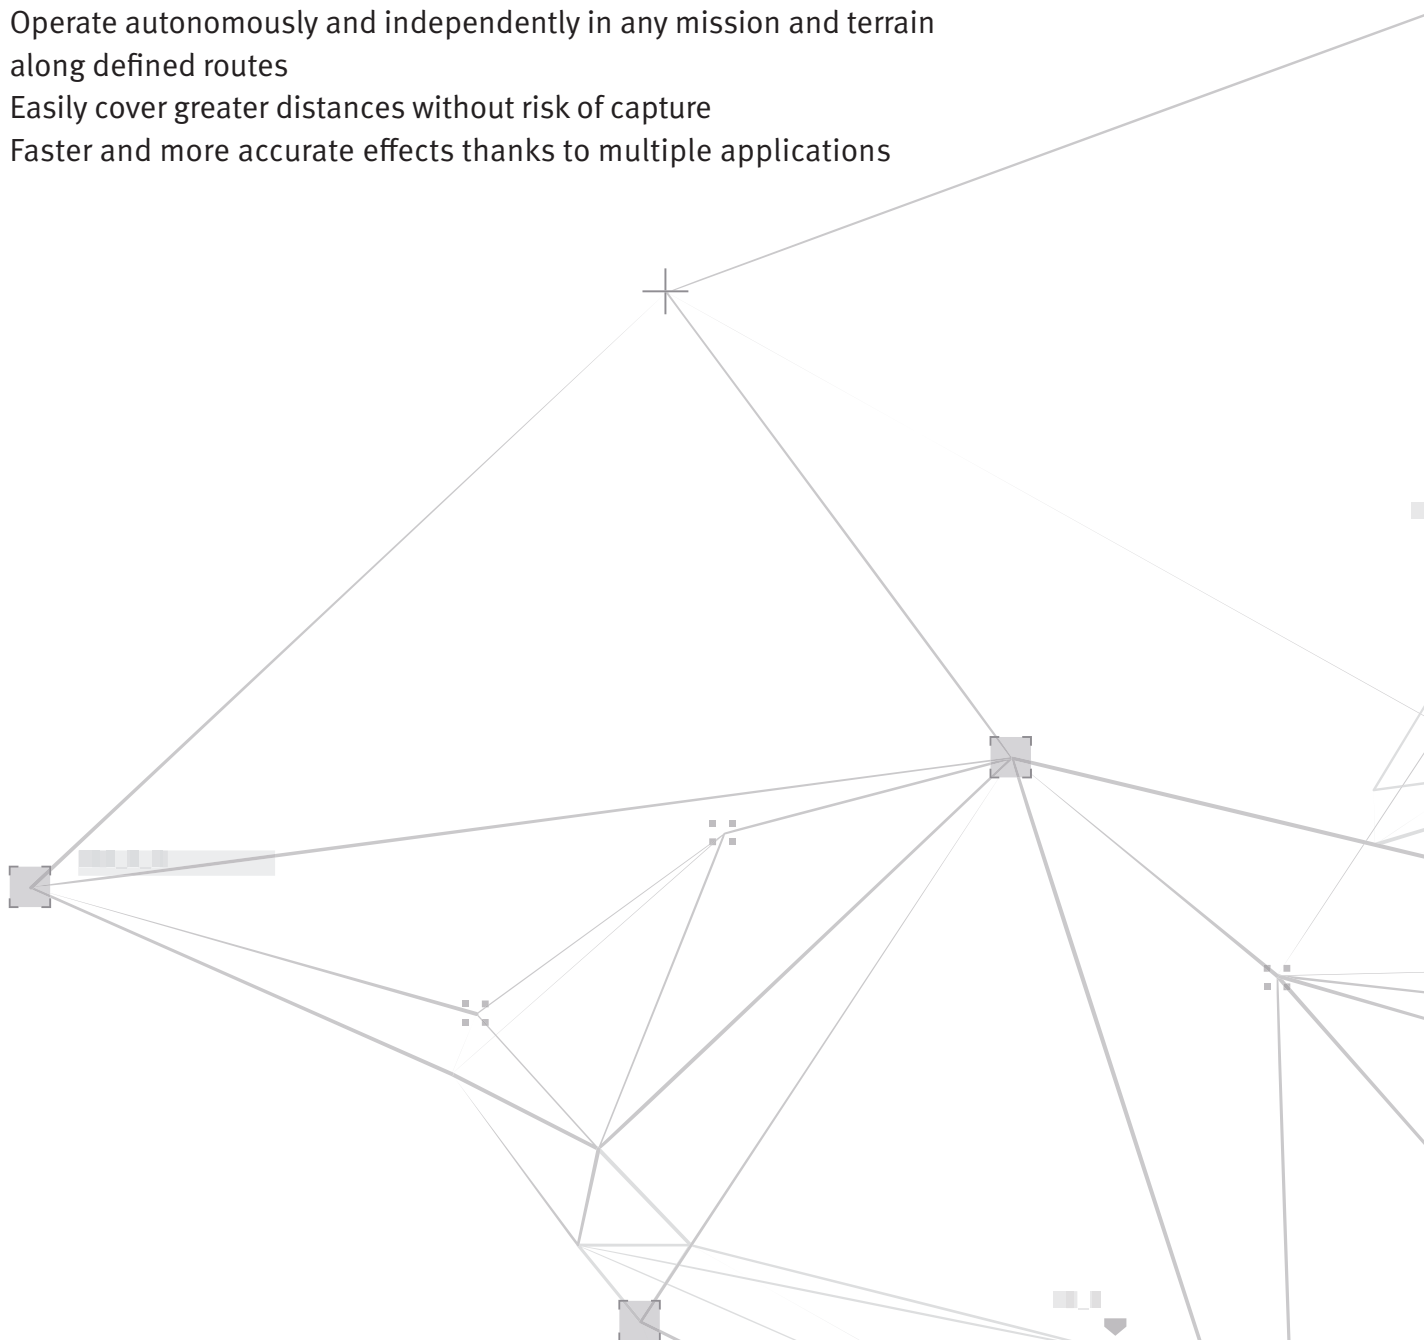 Operate autonomously and independently in any mission and terrain
along defined routes
Easily cover greater distances without risk of capture
Faster and more accurate effects thanks to multiple applications